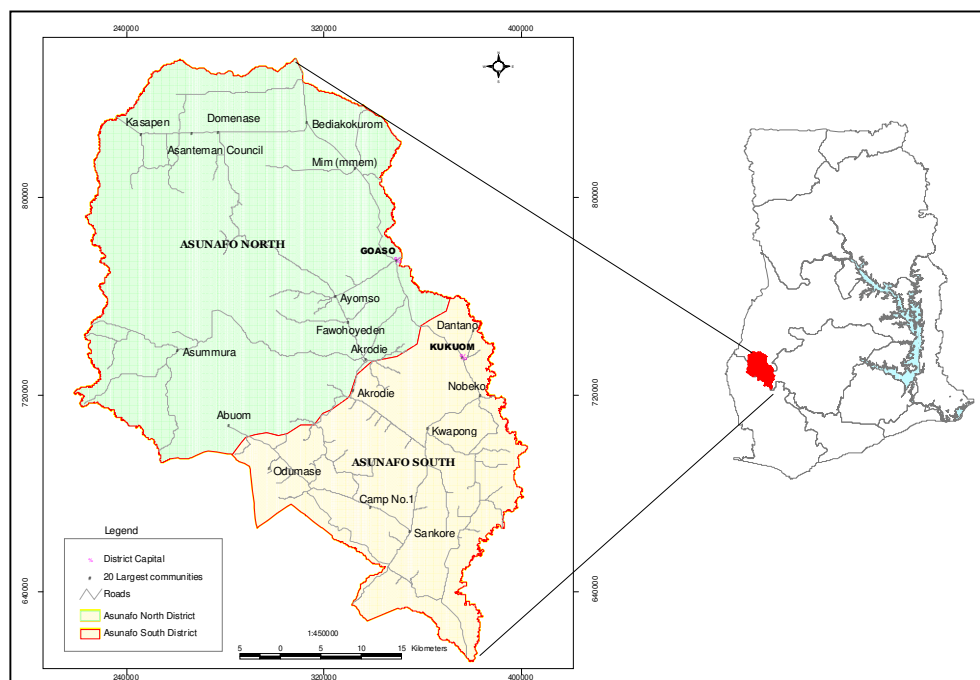 240000
320000
400000
N
Kasapen
Domenase
Bediakokurom
Asanteman Council
Mim (mmem)
800000
800000
ASUNAFO NORTH
GOASO
Ayomso
Dantano
Fawohoyeden
KUKUOM
Asummura
Akrodie
Nobeko
720000
Akrodie
720000
Abuom
Kwapong
ASUNAFO SOUTH
Odumase
Camp No.1
Sankore
Legend
District Capital
20 Largest communities
Roads
Asunafo North District
Asunafo South District
640000
640000
1:450000
5 0 5 10 15 Kilometers
240000
320000
400000